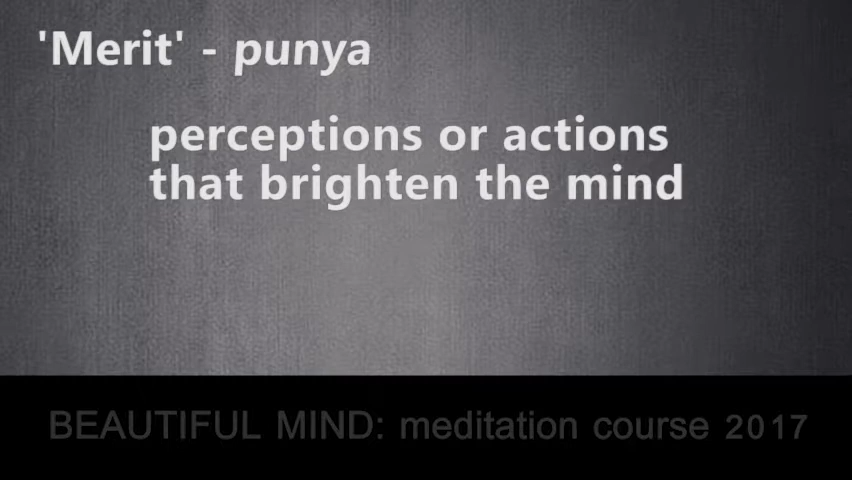 'Merit' - punya
perceptions or actions
that brighten the mind
BEAUTIFUL MIND: meditation course 2017